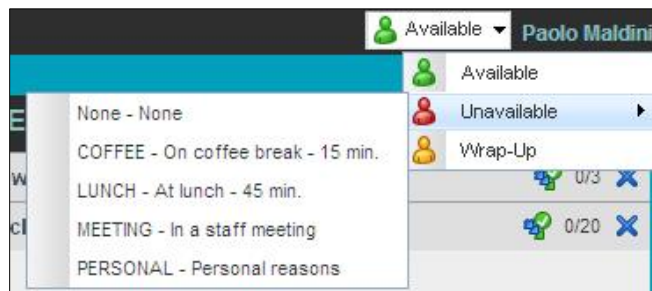 Available Paolo Maldini
Available
Unavailable
Wrap-Up
None - None
COFFEE - On coffee break - 15 min.
LUNCH - At lunch - 45 min.
MEETING - In a staff meeting
PERSONAL - Personal reasons
0/3
0/20